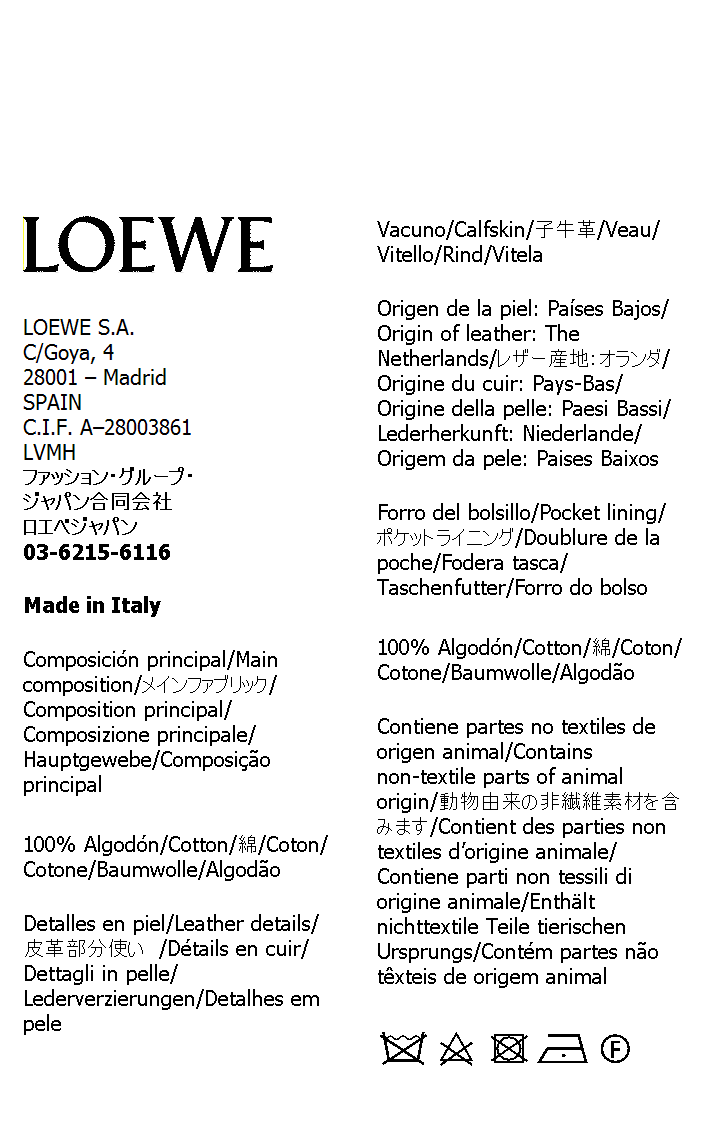 LOEWE
LOEWE S.A.
C/Goya, 4
28001 – Madrid
SPAIN
C.I.F. A–28003861
LVMH
ファッション・グループ・
ジャパン合同会社
ロエベジャパン
03-6215-6116
Made in Italy
Composición principal/Main
composition/メインファブリック/
Composition principal/
Composizione principale/
Hauptgewebe/Composição
principal
100% Algodón/Cotton/綿/Coton/
Cotone/Baumwolle/Algodão
Detalles en piel/Leather details/
皮革部分使い /Détails en cuir/
Dettagli in pelle/
Lederverzierungen/Detalhes em
pele
Vacuno/Calfskin/子牛革/Veau/
Vitello/Rind/Vitela
Origen de la piel: Países Bajos/
Origin of leather: The
Netherlands/レザー産地：オランダ/
Origine du cuir: Pays-Bas/
Origine della pelle: Paesi Bassi/
Lederherkunft: Niederlande/
Origem da pele: Paises Baixos
Forro del bolsillo/Pocket lining/
ポケットライニング/Doublure de la
poche/Fodera tasca/
Taschenfutter/Forro do bolso
100% Algodón/Cotton/綿/Coton/
Cotone/Baumwolle/Algodão
Contiene partes no textiles de
origen animal/Contains
non-textile parts of animal
origin/動物由来の非繊維素材を含
みます/Contient des parties non
textiles d’origine animale/
Contiene parti non tessili di
origine animale/Enthält
nichttextile Teile tierischen
Ursprungs/Contém partes não
têxteis de origem animal
F